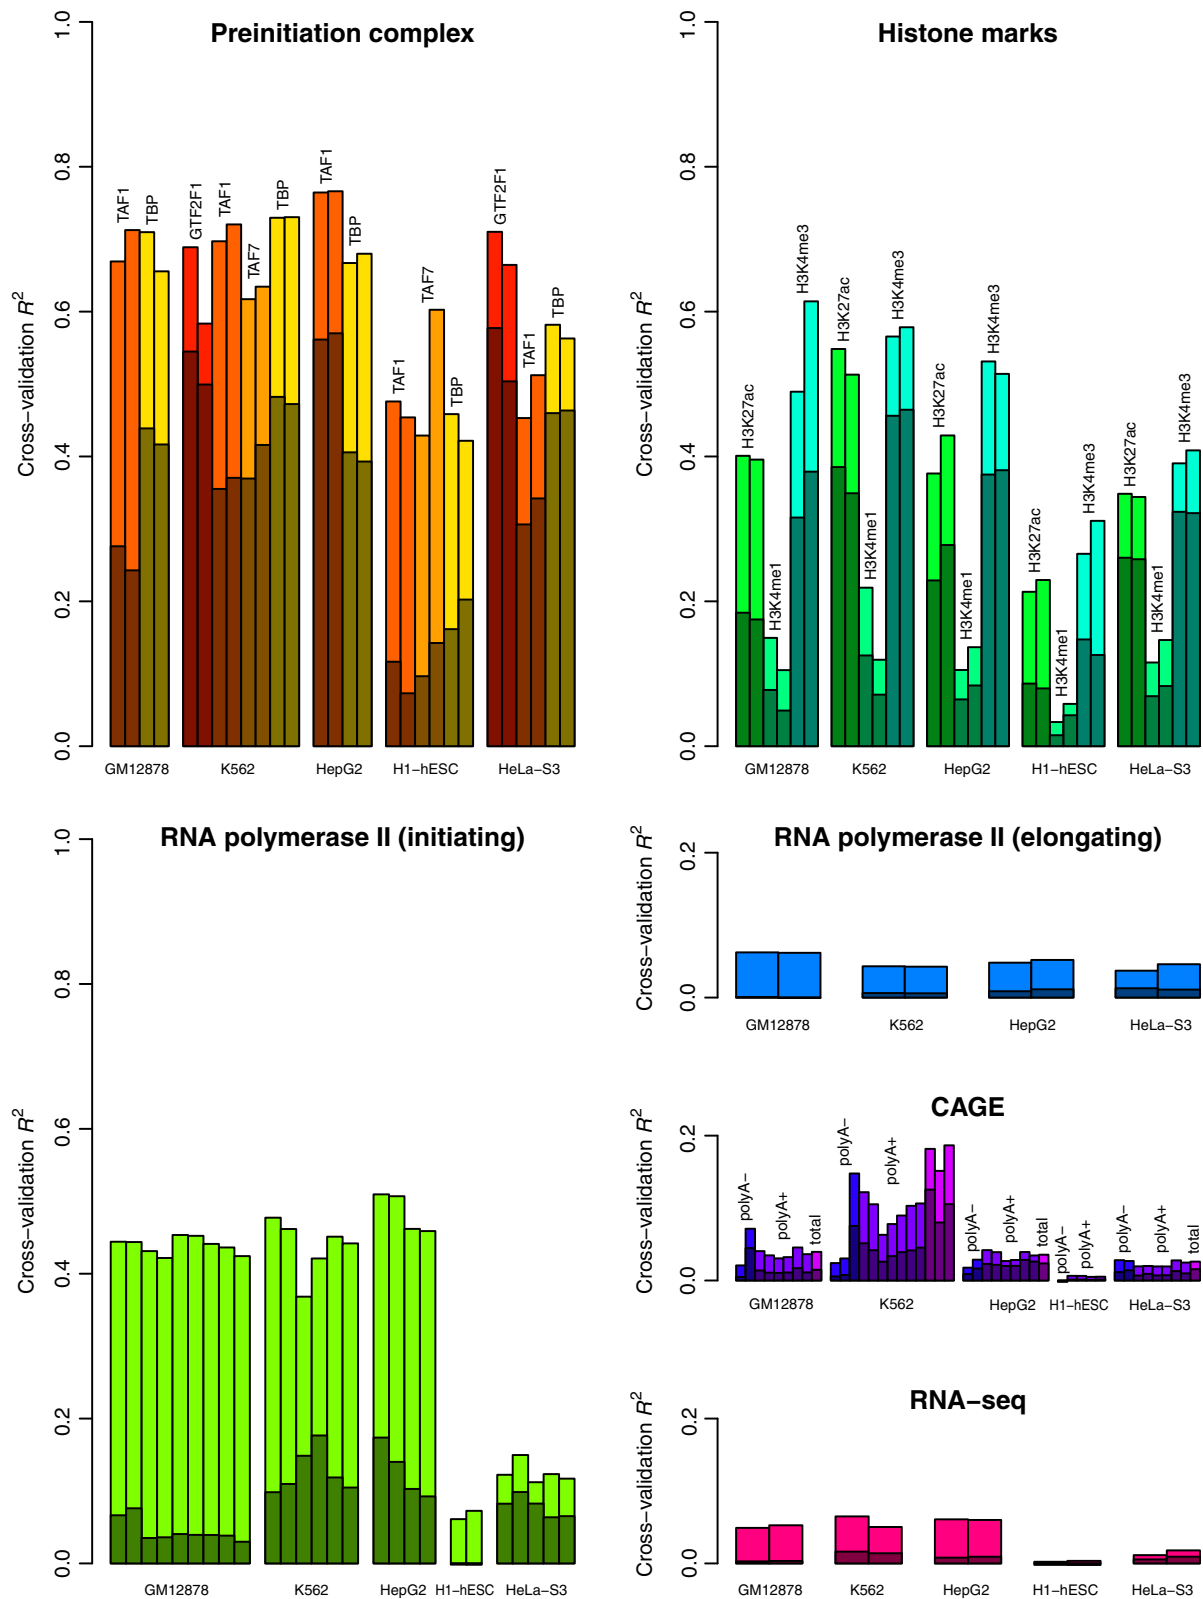 Preinitiation complex
Cross−validation R2
1.0
0.8
0.6
0.4
0.2
0.0
TAF1
TBP
GTF2F1
TAF1
TAF7
TBP
TAF1
TBP
TAF1
TAF7
TBP
GTF2F1
TAF1
TBP
GM12878 K562 HepG2 H1−hESC HeLa−S3
Histone marks
Cross−validation R2
1.0
0.8
0.6
0.4
0.2
0.0
H3K27ac
H3K4me1
H3K4me3
H3K27ac
H3K4me1
H3K4me3
H3K27ac
H3K4me1
H3K4me3
H3K27ac
H3K4me1
H3K4me3
H3K27ac
H3K4me1
H3K4me3
GM12878 K562 HepG2 H1−hESC HeLa−S3
RNA polymerase II (initiating)
Cross−validation R2
1.0
0.8
0.6
0.4
0.2
0.0
GM12878 K562 HepG2 H1−hESC HeLa−S3
RNA polymerase II (elongating)
Cross−validation R2
0.2
0.0
GM12878 K562 HepG2 HeLa−S3
CAGE
Cross−validation R2
0.2
0.0
polyA−
polyA+
total
polyA−
polyA+
polyA−
polyA+
total
polyA−
polyA+
polyA−
polyA+
total
GM12878 K562 HepG2 H1−hESC HeLa−S3
RNA−seq
Cross−validation R2
0.2
0.0
GM12878 K562 HepG2 H1−hESC HeLa−S3